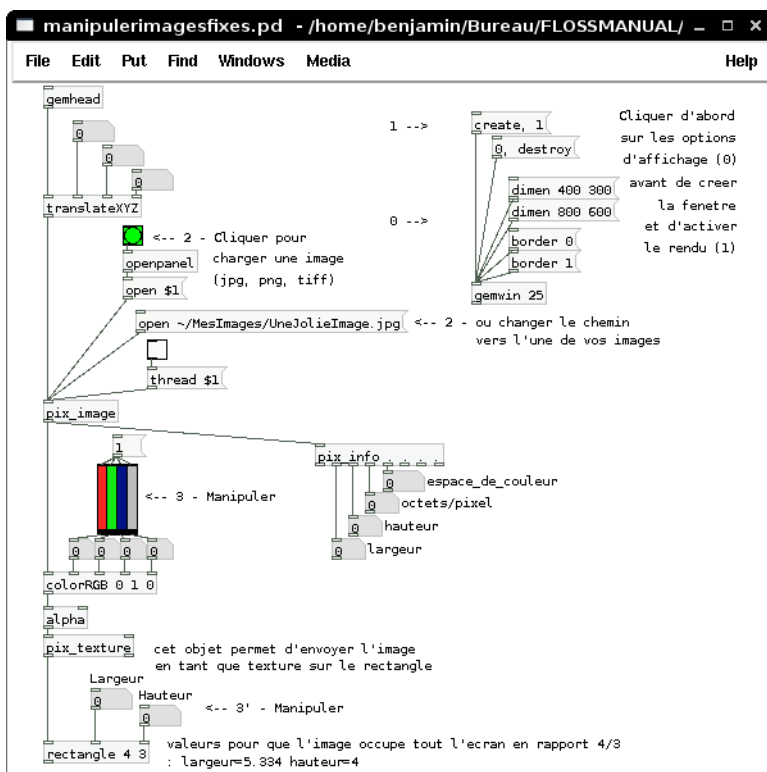 manipulerimagesfixes.pd - /home/benjamin/Bureau/FLOSSMANUAL/
File Edit Put Find Windows Media Help
gemhead
0
0
0
translateXYZ
<-- 2 - Cliquer pour
charger une image
(jpg, png, tiff)
openpanel
open $1
open ~/MesImages/UneJolieImage.jpg
<-- 2 - ou changer le chemin
vers l'une de vos images
thread $1
pix_image
1 -->
create, 1
0, destroy
dimen 400 300
dimen 800 600
0 -->
border 0
border 1
gemwin 25
Cliquer d'abord
sur les options
d'affichage (0)
avant de creer
la fenetre
et d'activer
le rendu (1)
1
<-- 3 - Manipuler
0 0 0 0
pix_info . . . .
0 espace_de_couleur
0 octets/pixel
0 hauteur
0 largeur
colorRGB 0 1 0
alpha
pix_texture
cet objet permet d'envoyer l'image
en tant que texture sur le rectangle
Largeur
0
Hauteur
0
<-- 3' - Manipuler
rectangle 4 3
valeurs pour que l'image occupe tout l'ecran en rapport 4/3
: largeur=5.334 hauteur=4